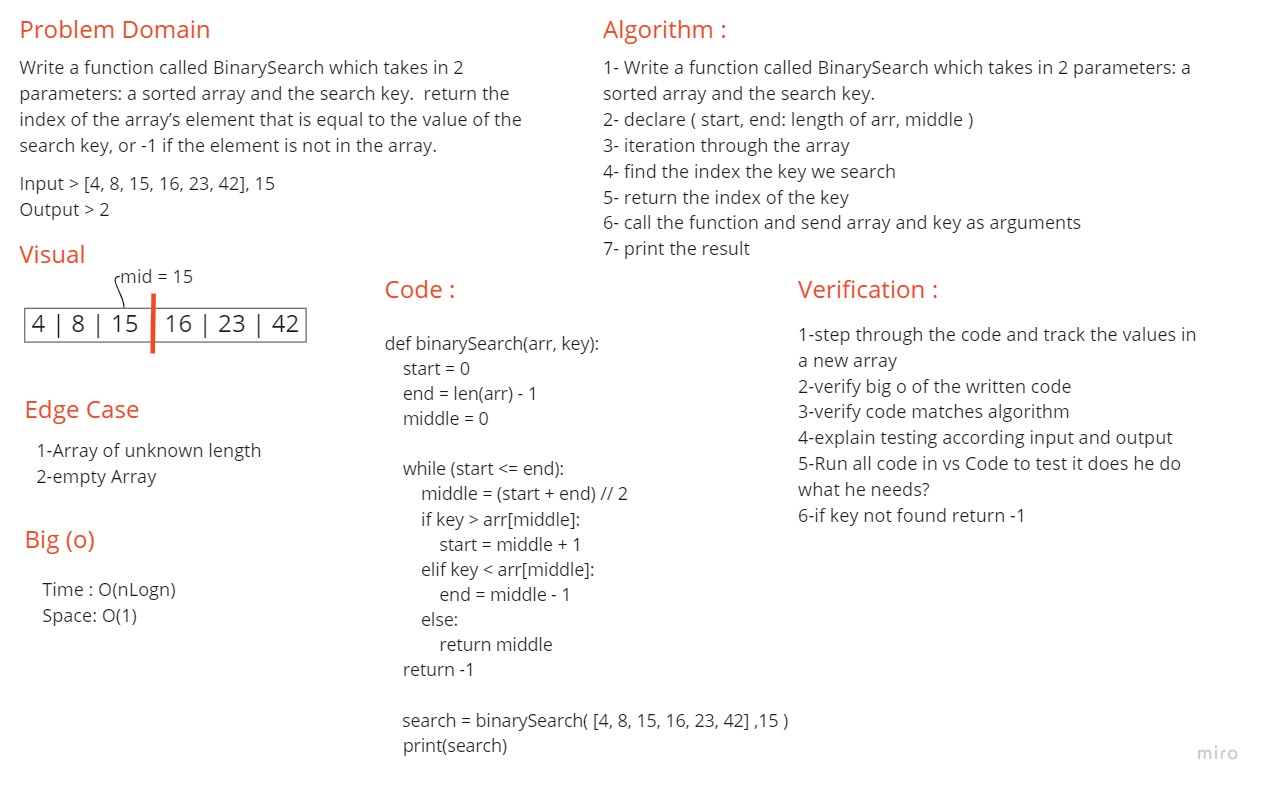 Problem Domain
Write a function called BinarySearch which takes in 2
parameters: a sorted array and the search key.  return the
index of the array’s element that is equal to the value of the
search key, or -1 if the element is not in the array.
Input > [4, 8, 15, 16, 23, 42], 15
Output > 2
Visual
mid = 15
4 | 8 | 15 16 | 23 | 42
Edge Case
1-Array of unknown length
2-empty Array
Big (o)
Time : O(nLogn)
Space: O(1)
Algorithm :
1- Write a function called BinarySearch which takes in 2 parameters: a
sorted array and the search key.
2- declare ( start, end: length of arr, middle )
3- iteration through the array
4- find the index the key we search
5- return the index of the key
6- call the function and send array and key as arguments
7- print the result
Code :
def binarySearch(arr, key):
start = 0
end = len(arr) - 1
middle = 0
while (start <= end):
middle = (start + end) // 2
if key > arr[middle]:
start = middle + 1
elif key < arr[middle]:
end = middle - 1
else:
return middle
return -1
search = binarySearch( [4, 8, 15, 16, 23, 42] ,15 )
print(search)
Verification :
1-step through the code and track the values in
a new array
2-verify big o of the written code
3-verify code matches algorithm
4-explain testing according input and output
5-Run all code in vs Code to test it does he do
what he needs?
6-if key not found return -1
miro